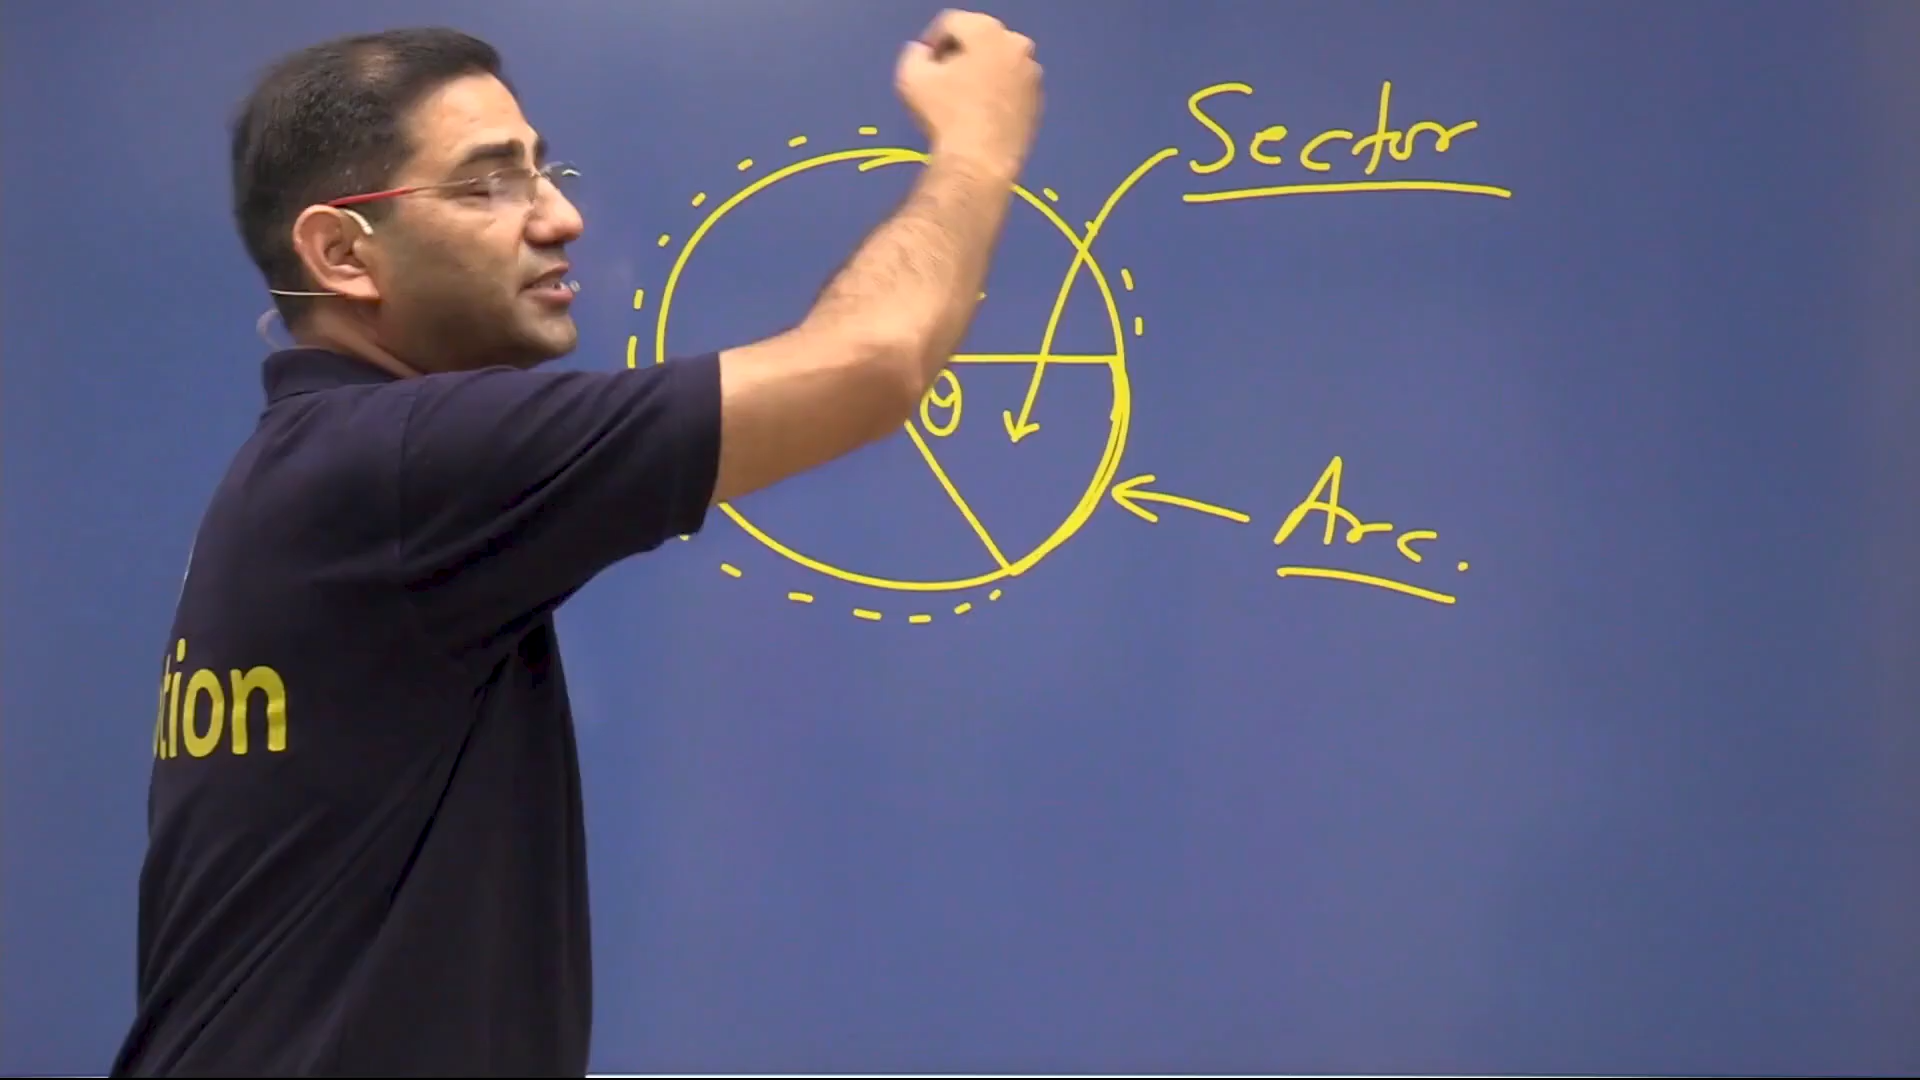 Sector
θ
Arc.
tion